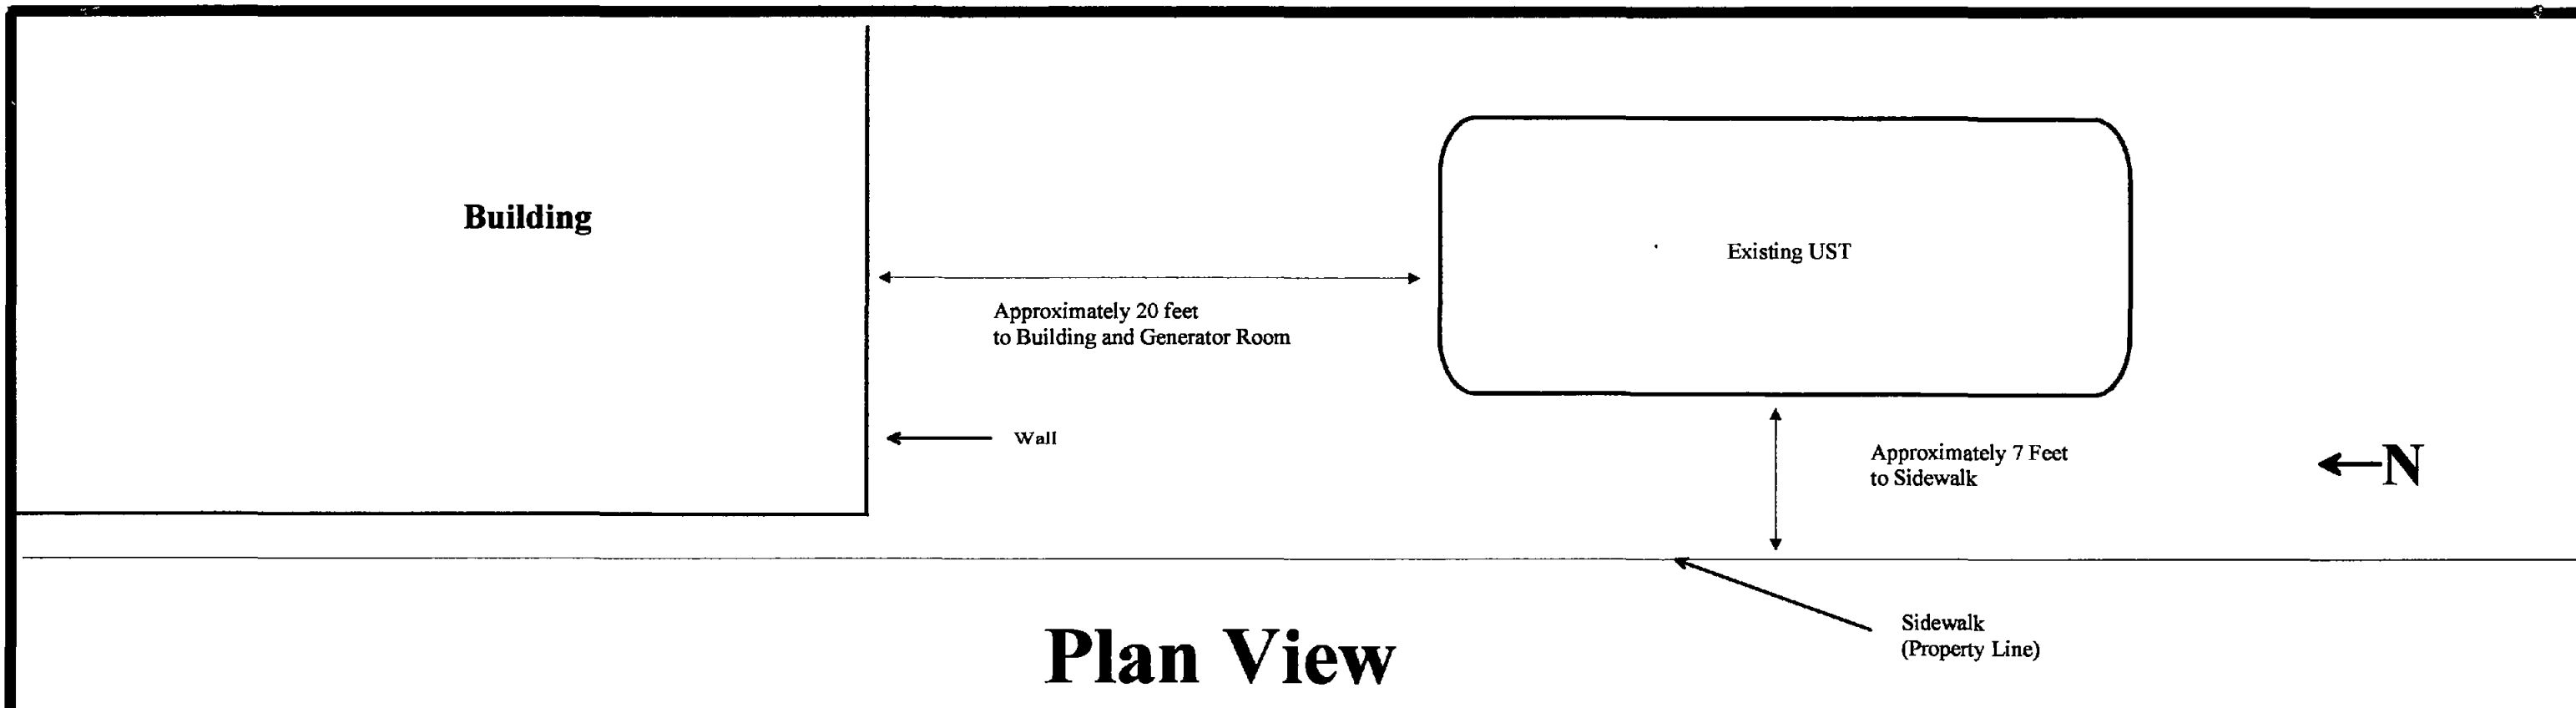 Building
Existing UST
Approximately 20 feet
to Building and Generator Room
Wall
Approximately 7 Feet
to Sidewalk
N
Sidewalk
(Property Line)
Plan View